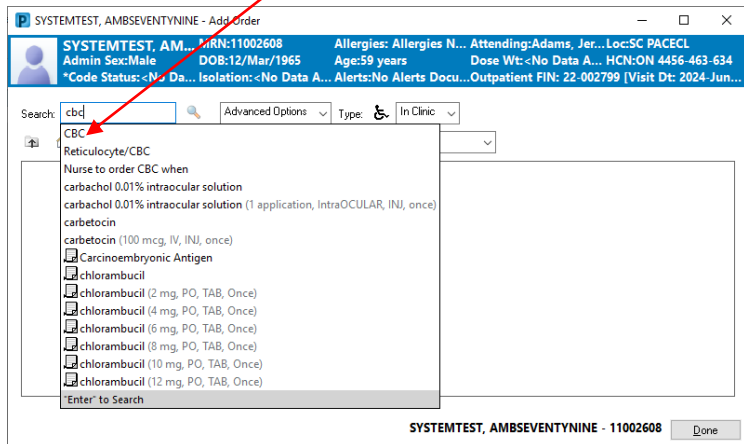 P SYSTEMTEST, AMBSEVENTYNINE - Add Order
SYSTEMTEST, AM... MRN:11002608 Allergies: Allergies N... Attending:Adams, Jer... Loc:SC PACECL
Admin Sex:Male DOB:12/Mar/1965 Age:59 years Dose Wt:<No Data A... HCN:ON 4456-463-634
*Code Status:<No Da... Isolation:<No Data A... Alerts:No Alerts Docu... Outpatient FIN: 22-002799 [Visit Dt: 2024-Jun...
Search: cbc Advanced Options Type: In Clinic
CBC
Reticulocyte/CBC
Nurse to order CBC when
carbachol 0.01% intraocular solution
carbachol 0.01% intraocular solution (1 application, IntraOCULAR, INJ, once)
carbetocin
carbetocin (100 mcg, IV, INJ, once)
Carcinoembryonic Antigen
chlorambucil
chlorambucil (2 mg, PO, TAB, Once)
chlorambucil (4 mg, PO, TAB, Once)
chlorambucil (6 mg, PO, TAB, Once)
chlorambucil (8 mg, PO, TAB, Once)
chlorambucil (10 mg, PO, TAB, Once)
chlorambucil (12 mg, PO, TAB, Once)
"Enter" to Search
SYSTEMTEST, AMBSEVENTYNINE - 11002608 Done